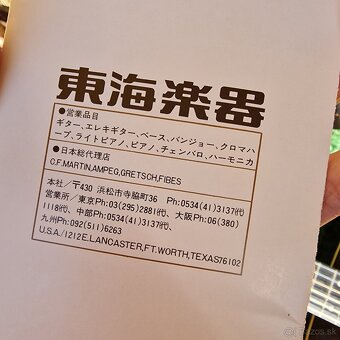 東海楽器
●営業品目
ギター、エレキギター、ベース、バンジョー、クロマハ
ープ、ライトピアノ、ピアノ、チェンバロ、ハーモニカ
●日本総代理店
C.F.MARTIN,AMPEG,GRETSCH,FIBES
本社/〒430 浜松市寺脇町36 Ph:0534(41)3137代
営業所/東京Ph:03(295)2881代、大阪Ph:06(380)
1118代、中部Ph:0534(41)3137代、
九州Ph:092(511)6263
U.S.A./1212E.LANCASTER,FT.WORTH,TEXAS76102
bazos.sk